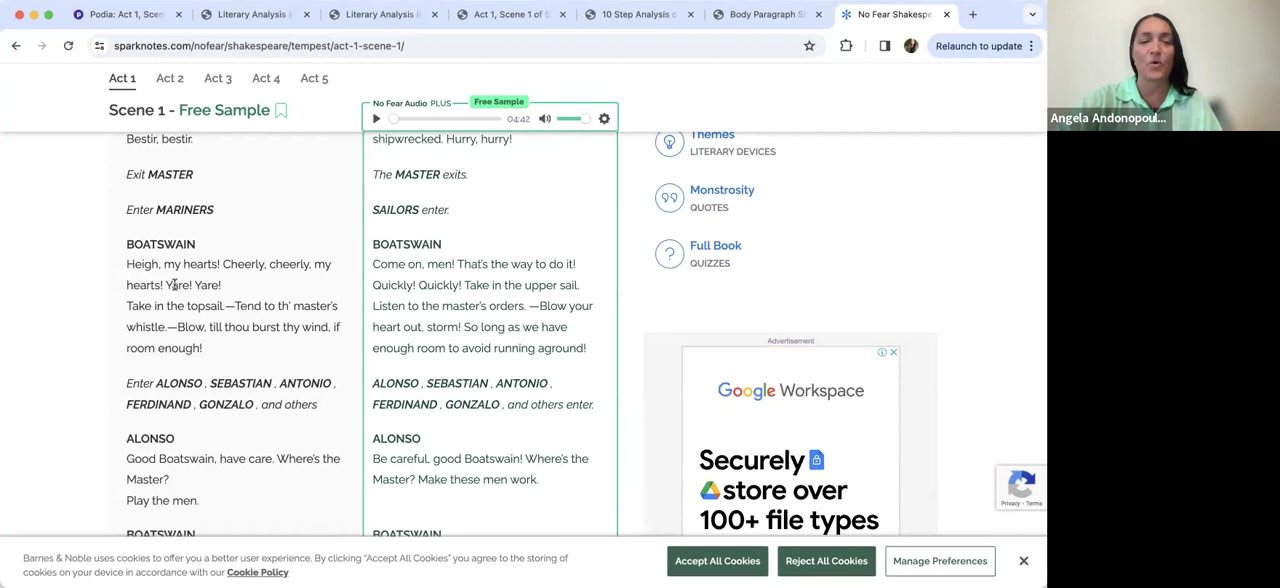 Podia: Act 1, Scen
Literary Analysis i
Literary Analysis i
Act 1, Scene 1 of S
10 Step Analysis o
Body Paragraph S
No Fear Shakespe
sparknotes.com/nofear/shakespeare/tempest/act-1-scene-1/
Relaunch to update
Act 1
Act 2
Act 3
Act 4
Act 5
Scene 1 - Free Sample
No Fear Audio PLUS
Free Sample
04:42
Bestir, bestir.
Exit MASTER
Enter MARINERS
BOATSWAIN
Heigh, my hearts! Cheerly, cheerly, my
hearts! Yare! Yare!
Take in the topsail.—Tend to th' master's
whistle.—Blow, till thou burst thy wind, if
room enough!
Enter ALONSO , SEBASTIAN , ANTONIO ,
FERDINAND , GONZALO , and others
ALONSO
Good Boatswain, have care. Where's the
Master?
Play the men.
BOATSWAIN
shipwrecked. Hurry, hurry!
The MASTER exits.
SAILORS enter.
BOATSWAIN
Come on, men! That's the way to do it!
Quickly! Quickly! Take in the upper sail.
Listen to the master's orders. —Blow your
heart out, storm! So long as we have
enough room to avoid running aground!
ALONSO , SEBASTIAN , ANTONIO ,
FERDINAND , GONZALO , and others enter.
ALONSO
Be careful, good Boatswain! Where's the
Master? Make these men work.
BOATSWAIN
Themes
LITERARY DEVICES
Monstrosity
QUOTES
Full Book
QUIZZES
Advertisement
Google Workspace
Securely
store over
100+ file types
Privacy - Terms
Barnes & Noble uses cookies to offer you a better user experience. By clicking "Accept All Cookies" you agree to the storing of
cookies on your device in accordance with our Cookie Policy
Accept All Cookies
Reject All Cookies
Manage Preferences
Angela Andonopoul...